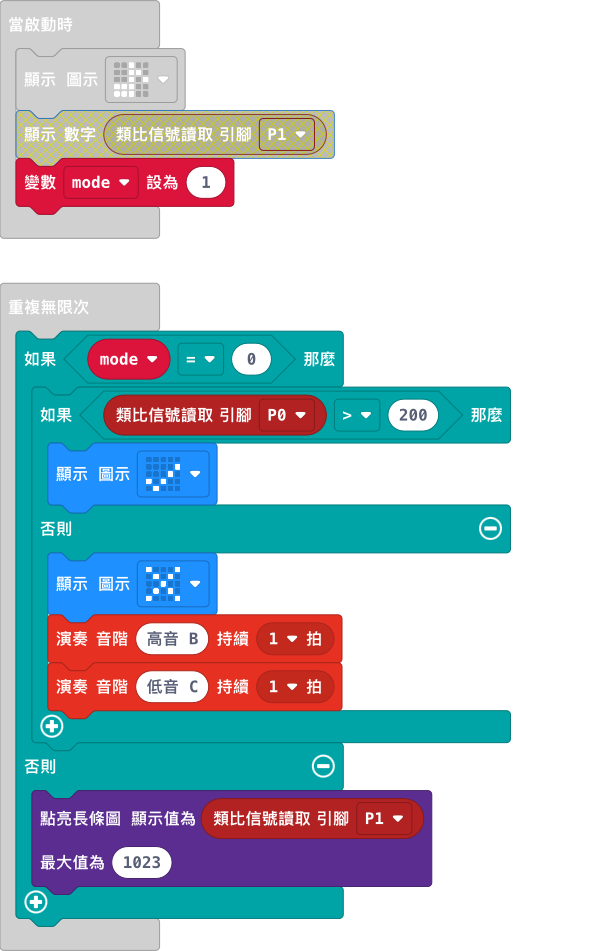 當啟動時
顯示 圖示
顯示 數字 類比信號讀取 引腳 P1
變數 mode 設為 1
重複無限次
如果 mode = 0 那麼
如果 類比信號讀取 引腳 P0 > 200 那麼
顯示 圖示
否則
顯示 圖示
演奏 音階 高音 B 持續 1 拍
演奏 音階 低音 C 持續 1 拍
否則
點亮長條圖 顯示值為 類比信號讀取 引腳 P1
最大值為 1023